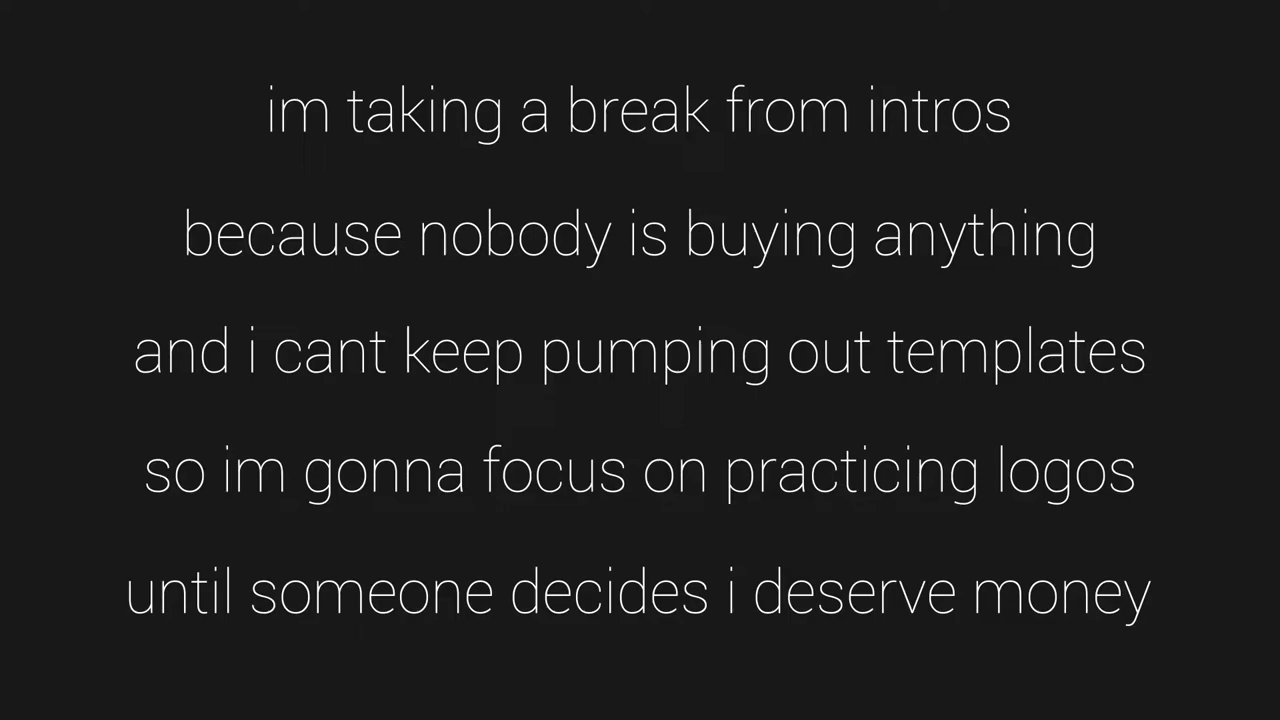 im taking a break from intros
because nobody is buying anything
and i cant keep pumping out templates
so im gonna focus on practicing logos
until someone decides i deserve money